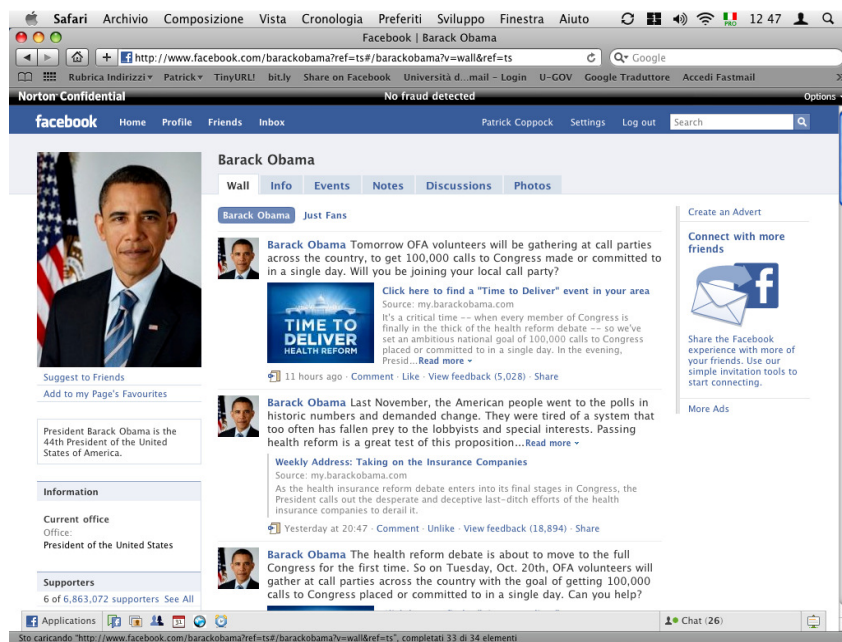 Safari Archivio Composizione Vista Cronologia Preferiti Sviluppo Finestra Aiuto 12 47
Facebook | Barack Obama
http://www.facebook.com/barackobama?ref=ts#/barackobama?v=wall&ref=ts Google
Rubrica Indirizzi Patrick TinyURL! bit.ly Share on Facebook Università d...mail – Login U-GOV Google Traduttore Accedi Fastmail
Norton Confidential No fraud detected Options
facebook Home Profile Friends Inbox Patrick Coppock Settings Log out Search
Barack Obama
Wall Info Events Notes Discussions Photos
Barack Obama Just Fans
Barack Obama Tomorrow OFA volunteers will be gathering at call parties
across the country, to get 100,000 calls to Congress made or committed to
in a single day. Will you be joining your local call party?
TIME TO
DELIVER
HEALTH REFORM
Click here to find a "Time to Deliver" event in your area
Source: my.barackobama.com
It's a critical time -- when every member of Congress is
finally in the thick of the health reform debate -- so we've
set an ambitious national goal of 100,000 calls to Congress
placed or committed to in a single day. In the evening,
Presid...Read more
11 hours ago · Comment · Like · View feedback (5,028) · Share
Barack Obama Last November, the American people went to the polls in
historic numbers and demanded change. They were tired of a system that
too often has fallen prey to the lobbyists and special interests. Passing
health reform is a great test of this proposition...Read more
Weekly Address: Taking on the Insurance Companies
Source: my.barackobama.com
As the health insurance reform debate enters into its final stages in Congress, the
President calls out the desperate and deceptive last-ditch efforts of the health
insurance companies to derail it.
Yesterday at 20:47 · Comment · Unlike · View feedback (18,894) · Share
Barack Obama The health reform debate is about to move to the full
Congress for the first time. So on Tuesday, Oct. 20th, OFA volunteers will
gather at call parties across the country with the goal of getting 100,000
calls to Congress placed or committed to in a single day. Can you help?
Suggest to Friends
Add to my Page's Favourites
President Barack Obama is the
44th President of the United
States of America.
Information
Current office
Office:
President of the United States
Supporters
6 of 6,863,072 supporters See All
Create an Advert
Connect with more
friends
Share the Facebook
experience with more of
your friends. Use our
simple invitation tools to
start connecting.
More Ads
Applications Chat (26)
Sto caricando "http://www.facebook.com/barackobama?ref=ts#/barackobama?v=wall&ref=ts", completati 33 di 34 elementi